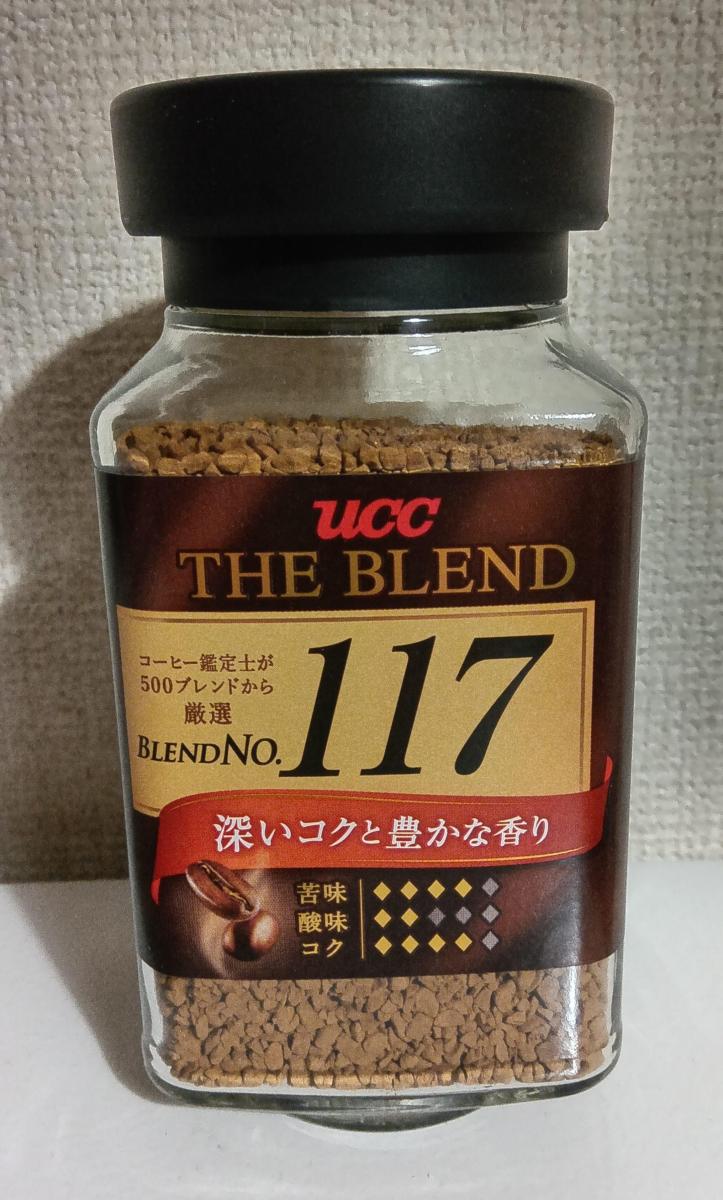 UCC
THE BLEND
コーヒー鑑定士が
500ブレンドから
厳選
BLEND NO. 117
深いコクと豊かな香り
苦味
酸味
コク